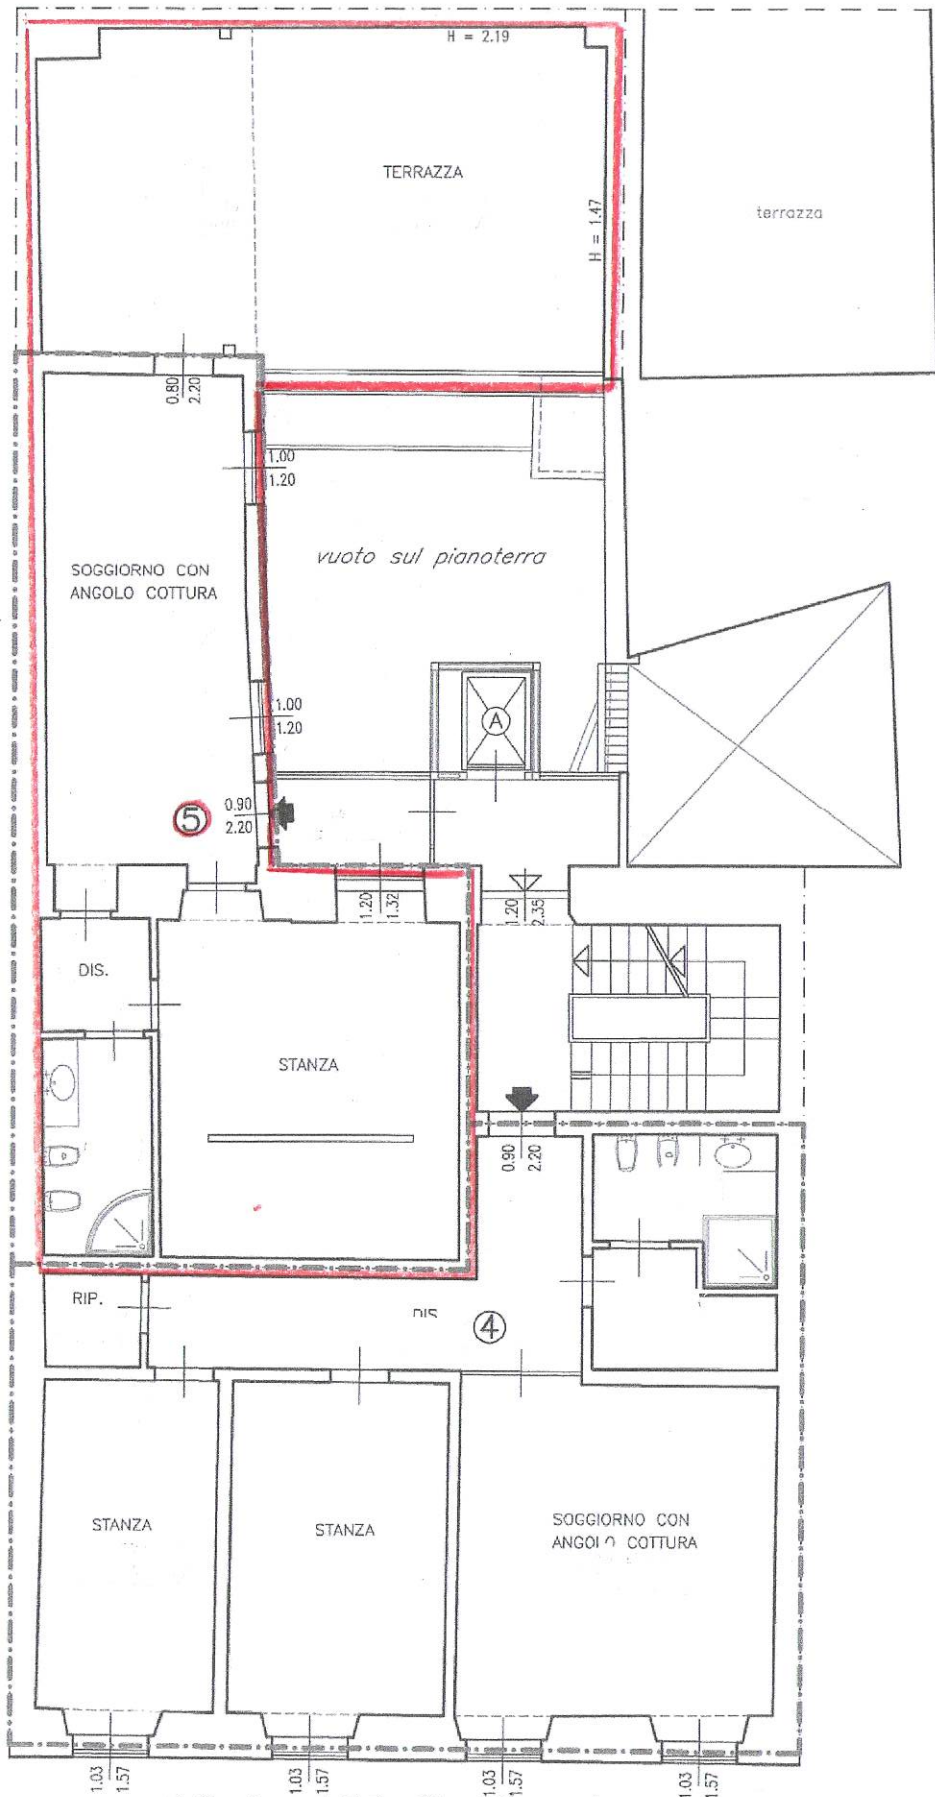 H = 2.19
TERRAZZA
H = 1.47
terrazza
0.80
2.20
1.00
1.20
vuoto sul pianoterra
SOGGIORNO CON
ANGOLO COTTURA
1.00
1.20
A
5
0.90
2.20
1.20
1.32
1.20
2.35
DIS.
STANZA
0.90
2.20
RIP.
DIS
4
STANZA
STANZA
SOGGIORNO CON
ANGOLO COTTURA
1.03
1.57
1.03
1.57
1.03
1.57
1.03
1.57